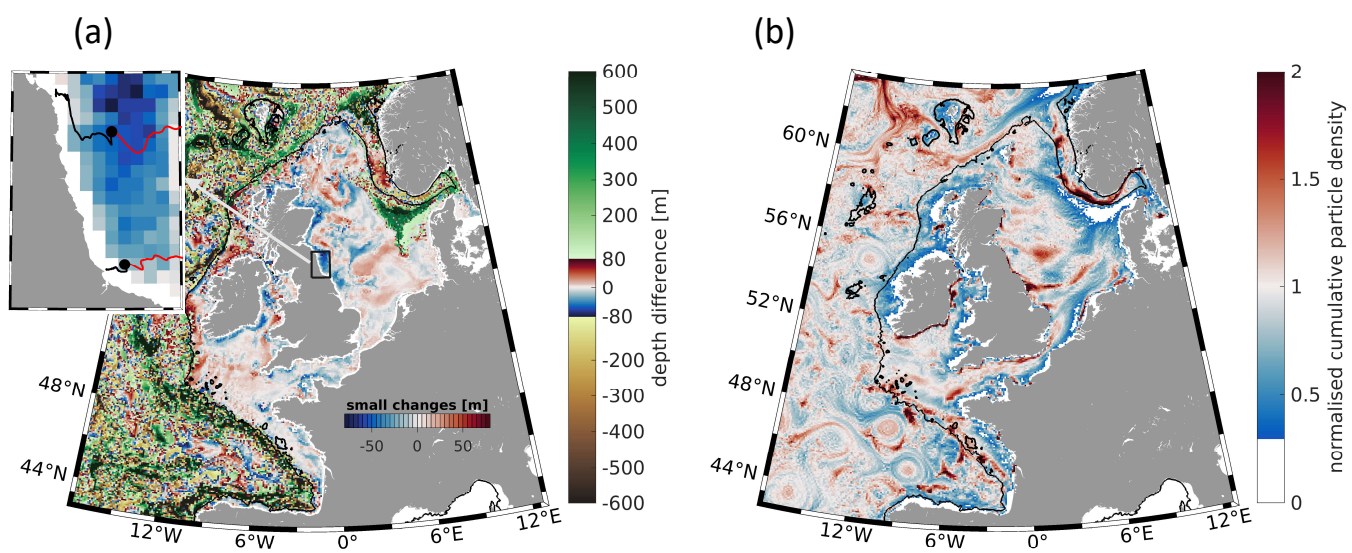 (a)
600
500
400
300
200
80
0
-80
-200
-300
-400
-500
-600
depth difference [m]
small changes [m]
-50 0 50
48°N
44°N
12°W 6°W 0° 6°E 12°E
(b)
60°N
56°N
52°N
48°N
44°N
12°W 6°W 0° 6°E 12°E
2
1.5
1
0.5
0
normalised cumulative particle density